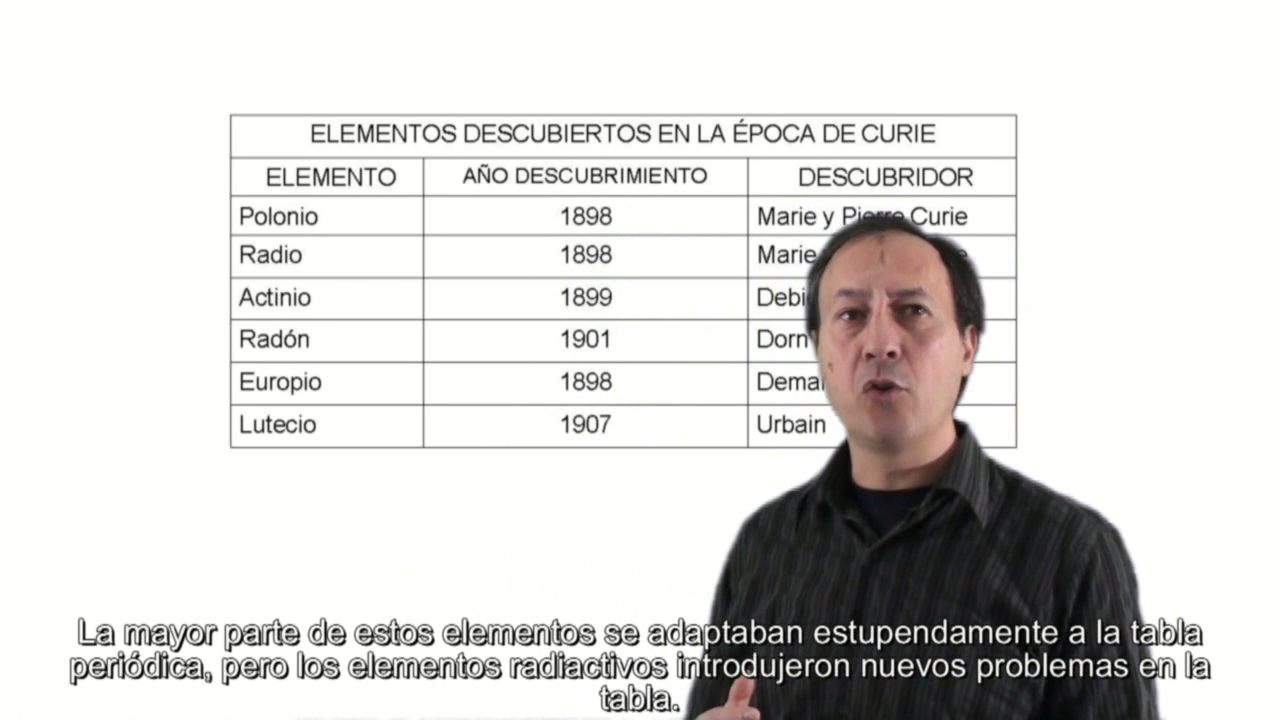 ELEMENTOS DESCUBIERTOS EN LA ÉPOCA DE CURIE
ELEMENTO AÑO DESCUBRIMIENTO DESCUBRIDOR
Polonio 1898 Marie y Pierre Curie
Radio 1898 Marie
Actinio 1899
Radón 1901 Dorn
Europio 1898
Lutecio 1907 Urbain
La mayor parte de estos elementos se adaptaban estupendamente a la tabla
periódica, pero los elementos radiactivos introdujeron nuevos problemas en la
tabla.